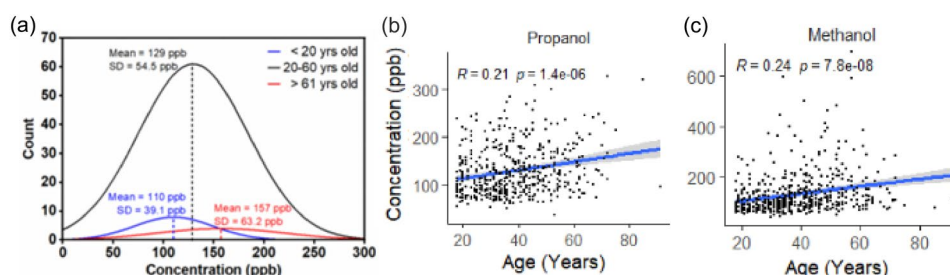 (a)
70
60
50
40
30
20
10
0
Count
Mean = 129 ppb
SD = 54.5 ppb
< 20 yrs old
20-60 yrs old
> 61 yrs old
Mean = 110 ppb
SD = 39.1 ppb
Mean = 157 ppb
SD = 63.2 ppb
0 50 100 150 200 250 300
Concentration (ppb)
(b)
Propanol
R = 0.21 p = 1.4e-06
Concentration (ppb)
300
200
100
20 40 60 80
Age (Years)
(c)
Methanol
R = 0.24 p = 7.8e-08
600
400
200
20 40 60 80
Age (Years)